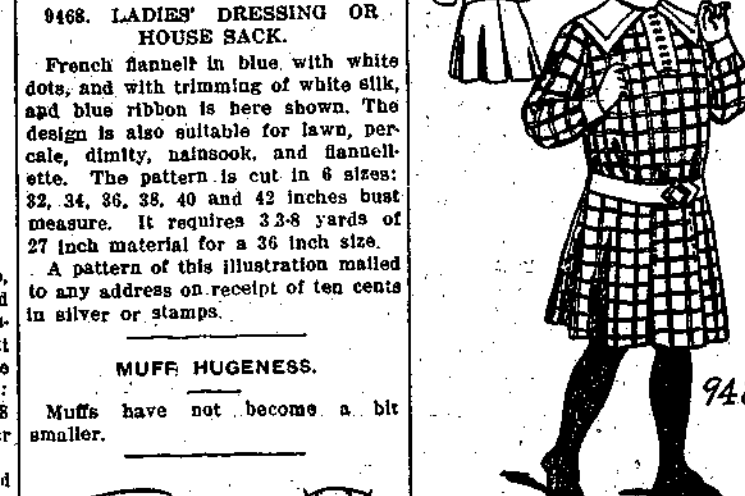 9468. LADIES' DRESSING OR
HOUSE SACK.
French flannel in blue with white
dots, and with trimming of white silk,
and blue ribbon is here shown. The
design is also suitable for lawn, per-
cale, dimity, nainsook, and flannell-
ette. The pattern is cut in 6 sizes:
32, 34, 36, 38, 40 and 42 inches bust
measure. It requires 3 3-8 yards of
27 inch material for a 36 inch size.
A pattern of this illustration mailed
to any address on receipt of ten cents
in silver or stamps.
MUFF HUGENESS.
Muffs have not become a bit
smaller.